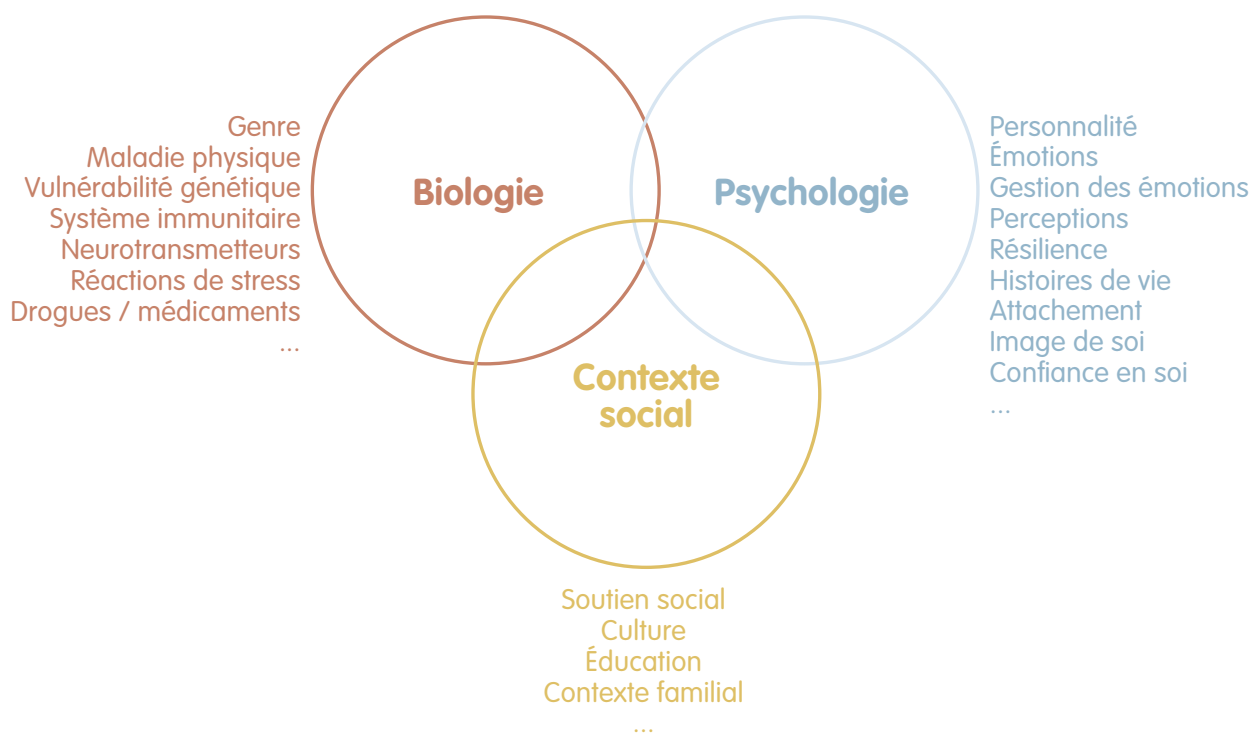 Genre
Maladie physique
Vulnérabilité génétique
Système immunitaire
Neurotransmetteurs
Réactions de stress
Drogues / médicaments
...
Biologie
Psychologie
Personnalité
Émotions
Gestion des émotions
Perceptions
Résilience
Histoires de vie
Attachement
Image de soi
Confiance en soi
...
Contexte
social
Soutien social
Culture
Éducation
Contexte familial
...